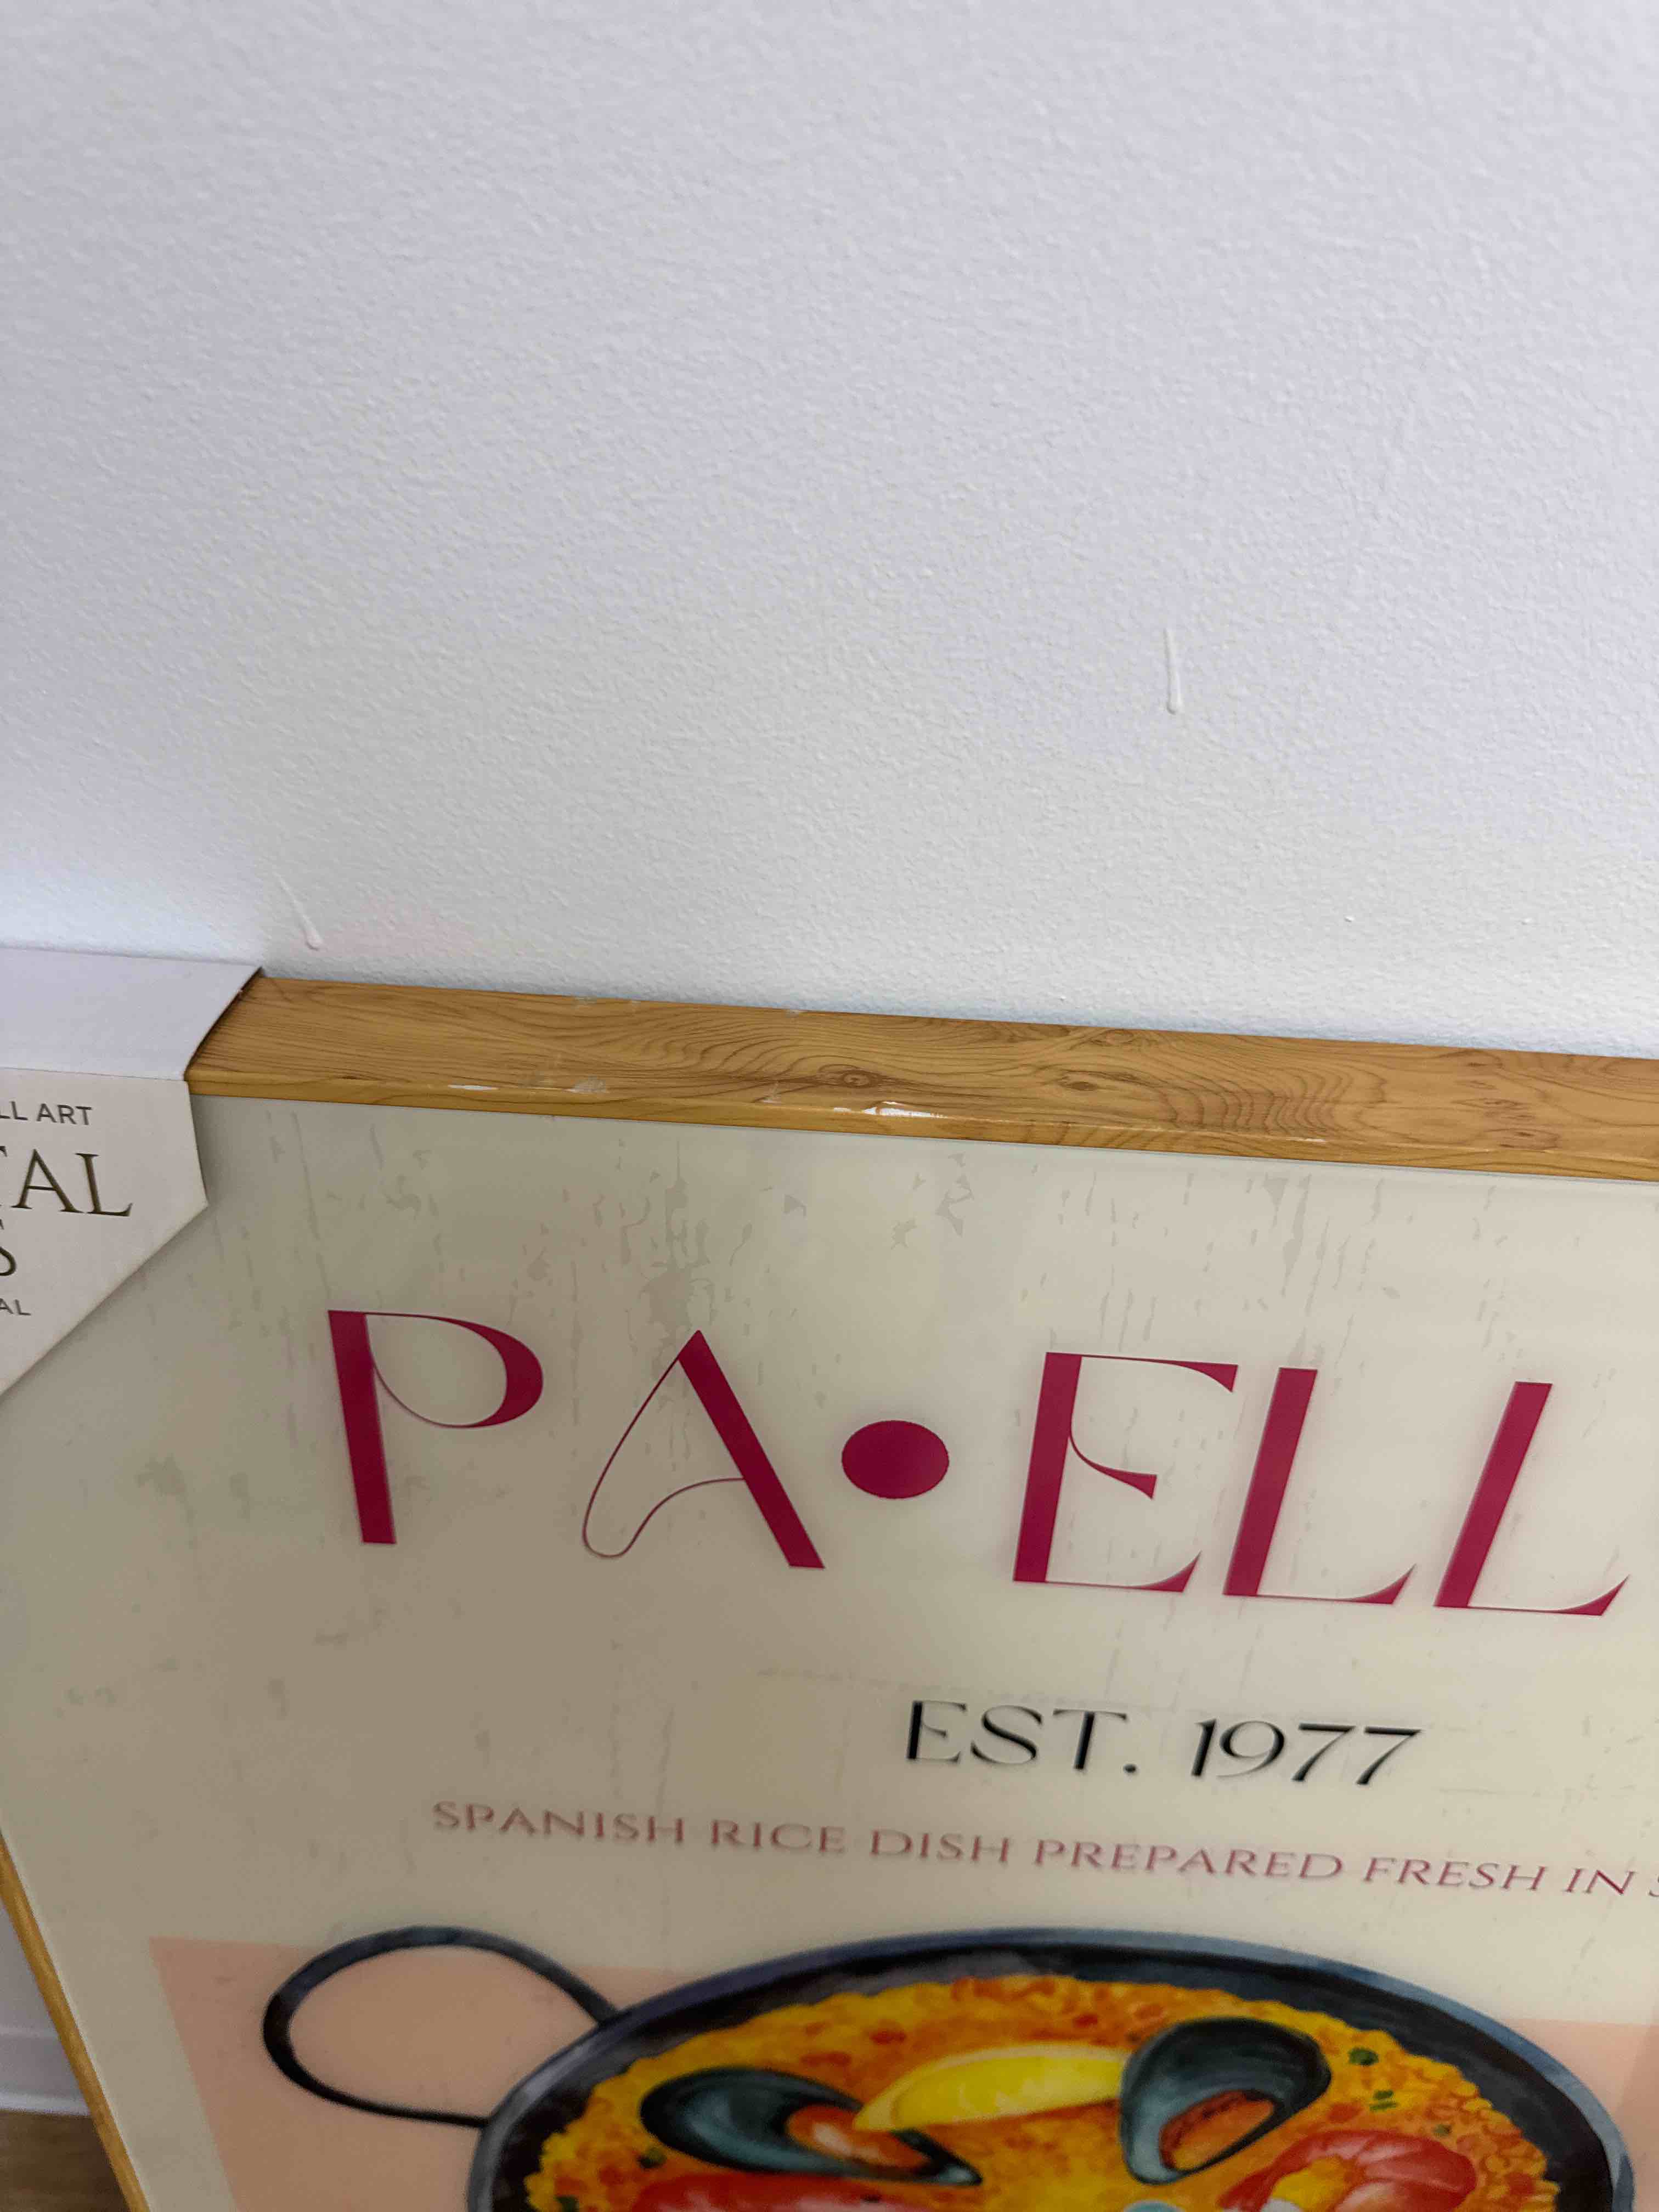 LL ART
TAL
S
AL
PA•ELL
EST. 1977
SPANISH RICE DISH PREPARED FRESH IN